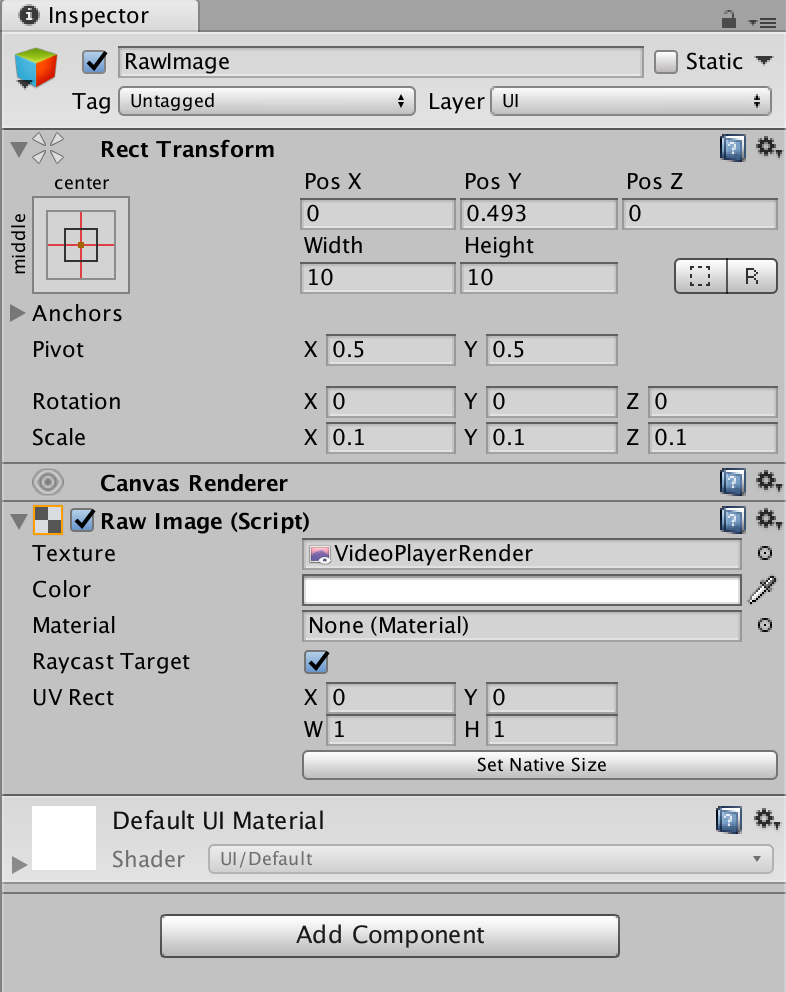 Inspector
RawImage
Static
Tag Untagged Layer UI
Rect Transform
center
middle
Pos X Pos Y Pos Z
0 0.493 0
Width Height
10 10
R
Anchors
Pivot X 0.5 Y 0.5
Rotation X 0 Y 0 Z 0
Scale X 0.1 Y 0.1 Z 0.1
Canvas Renderer
Raw Image (Script)
Texture VideoPlayerRender
Color
Material None (Material)
Raycast Target
UV Rect X 0 Y 0
W 1 H 1
Set Native Size
Default UI Material
Shader UI/Default
Add Component